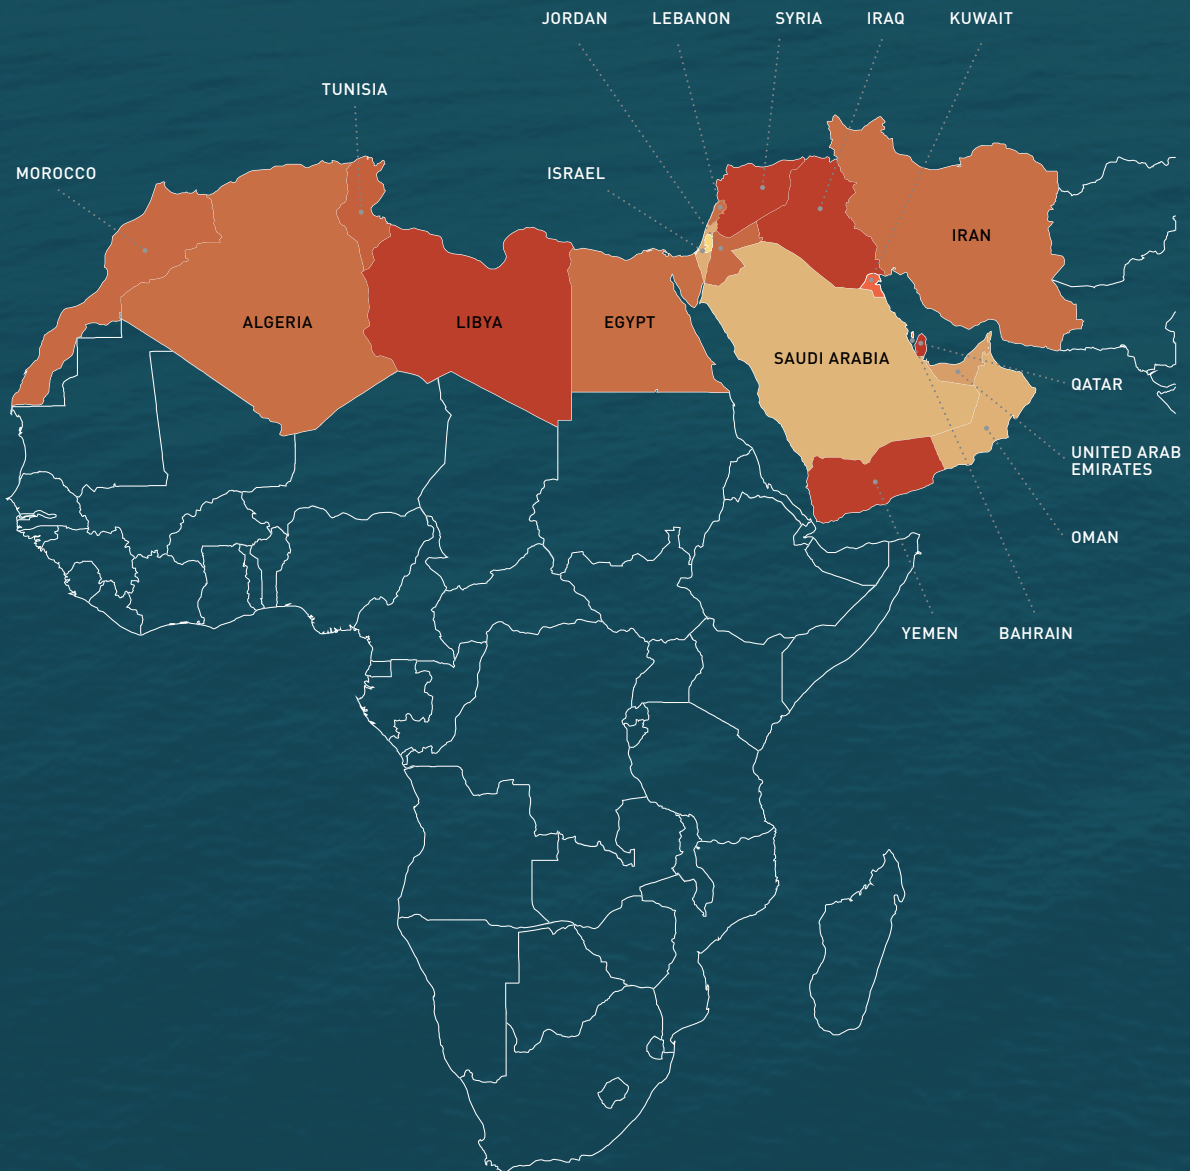 JORDAN
LEBANON
SYRIA
IRAQ
KUWAIT
TUNISIA
MOROCCO
ISRAEL
IRAN
ALGERIA
LIBYA
EGYPT
SAUDI ARABIA
QATAR
UNITED ARAB
EMIRATES
OMAN
YEMEN
BAHRAIN